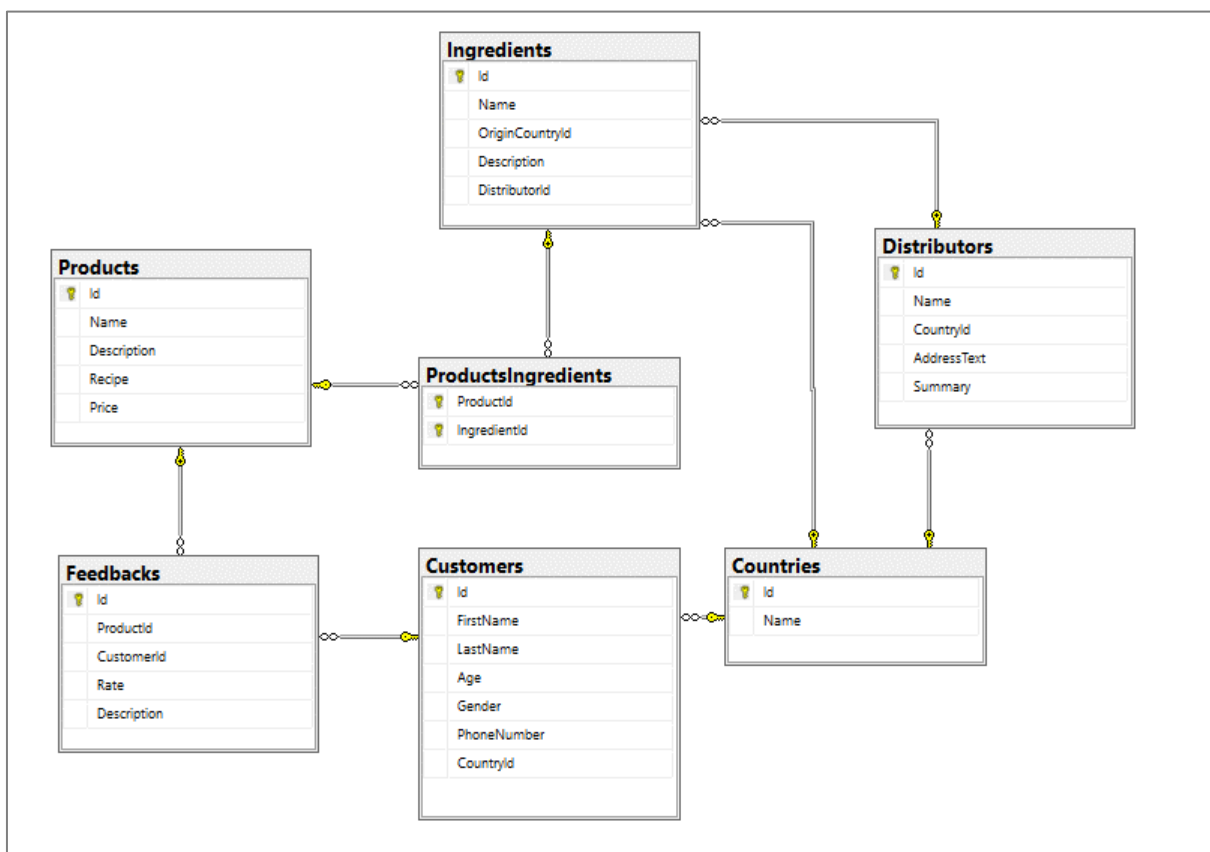 Ingredients
Id
Name
OriginCountryId
Description
DistributorId
Products
Id
Name
Description
Recipe
Price
Distributors
Id
Name
CountryId
AddressText
Summary
ProductsIngredients
ProductId
IngredientId
Feedbacks
Id
ProductId
CustomerId
Rate
Description
Customers
Id
FirstName
LastName
Age
Gender
PhoneNumber
CountryId
Countries
Id
Name